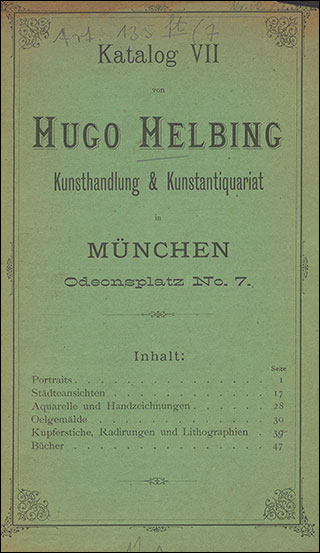 Katalog VII
von
HUGO HELBING
Kunsthandlung & Kunstantiquariat
in
MÜNCHEN
Odeonsplatz No. 7.
Inhalt:
Seite
Portraits . . . . . . . . . . . . . . . 1
Städteansichten . . . . . . . . . . . . 17
Aquarelle und Handzeichnungen . . . . . . 28
Oelgemälde . . . . . . . . . . . . . . 30
Kupferstiche, Radirungen und Lithographien . 39
Bücher . . . . . . . . . . . . . . . . 47